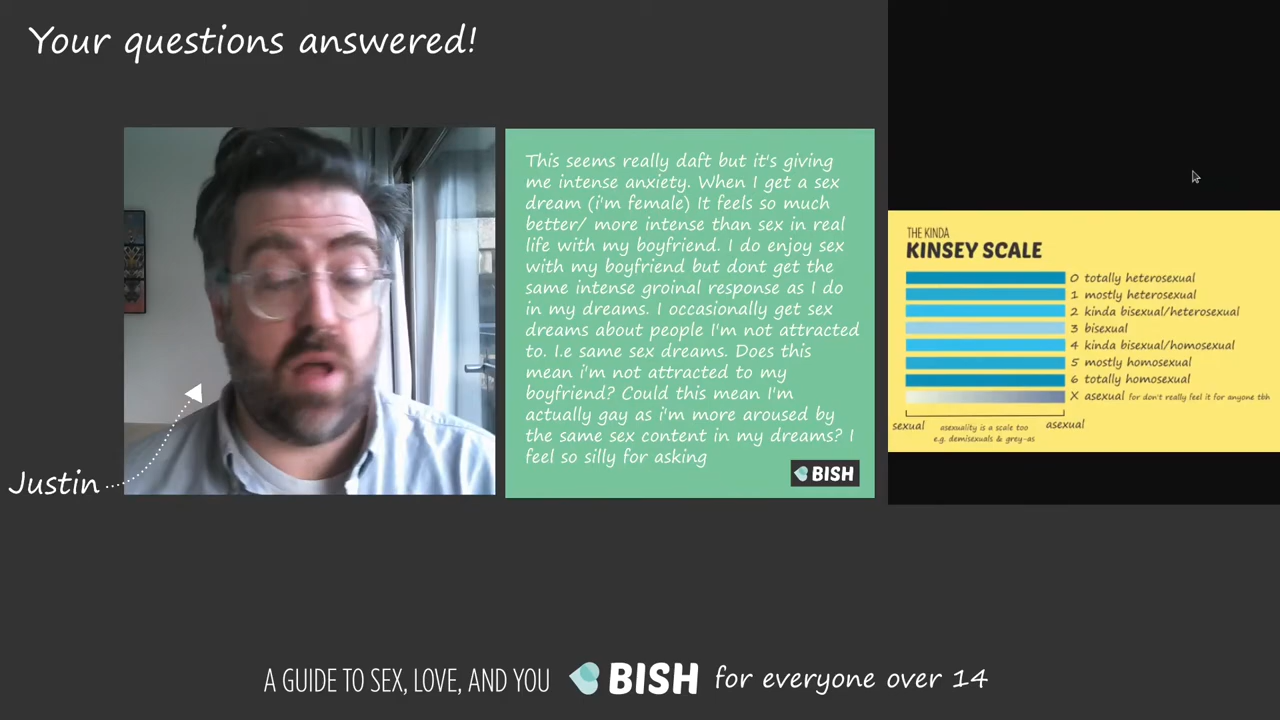 Your questions answered!
This seems really daft but it's giving
me intense anxiety. When I get a sex
dream (i'm female) It feels so much
better/ more intense than sex in real
life with my boyfriend. I do enjoy sex
with my boyfriend but dont get the
same intense groinal response as I do
in my dreams. I occasionally get sex
dreams about people I'm not attracted
to. I.e same sex dreams. Does this
mean i'm not attracted to my
boyfriend? Could this mean I'm
actually gay as i'm more aroused by
the same sex content in my dreams? I
feel so silly for asking
BISH
THE KINDA
KINSEY SCALE
0 totally heterosexual
1 mostly heterosexual
2 kinda bisexual/heterosexual
3 bisexual
4 kinda bisexual/homosexual
5 mostly homosexual
6 totally homosexual
X asexual for don't really feel it for anyone tbh
sexual
asexuality is a scale too
e.g. demisexuals & grey-as
asexual
Justin
A GUIDE TO SEX, LOVE, AND YOU BISH for everyone over 14